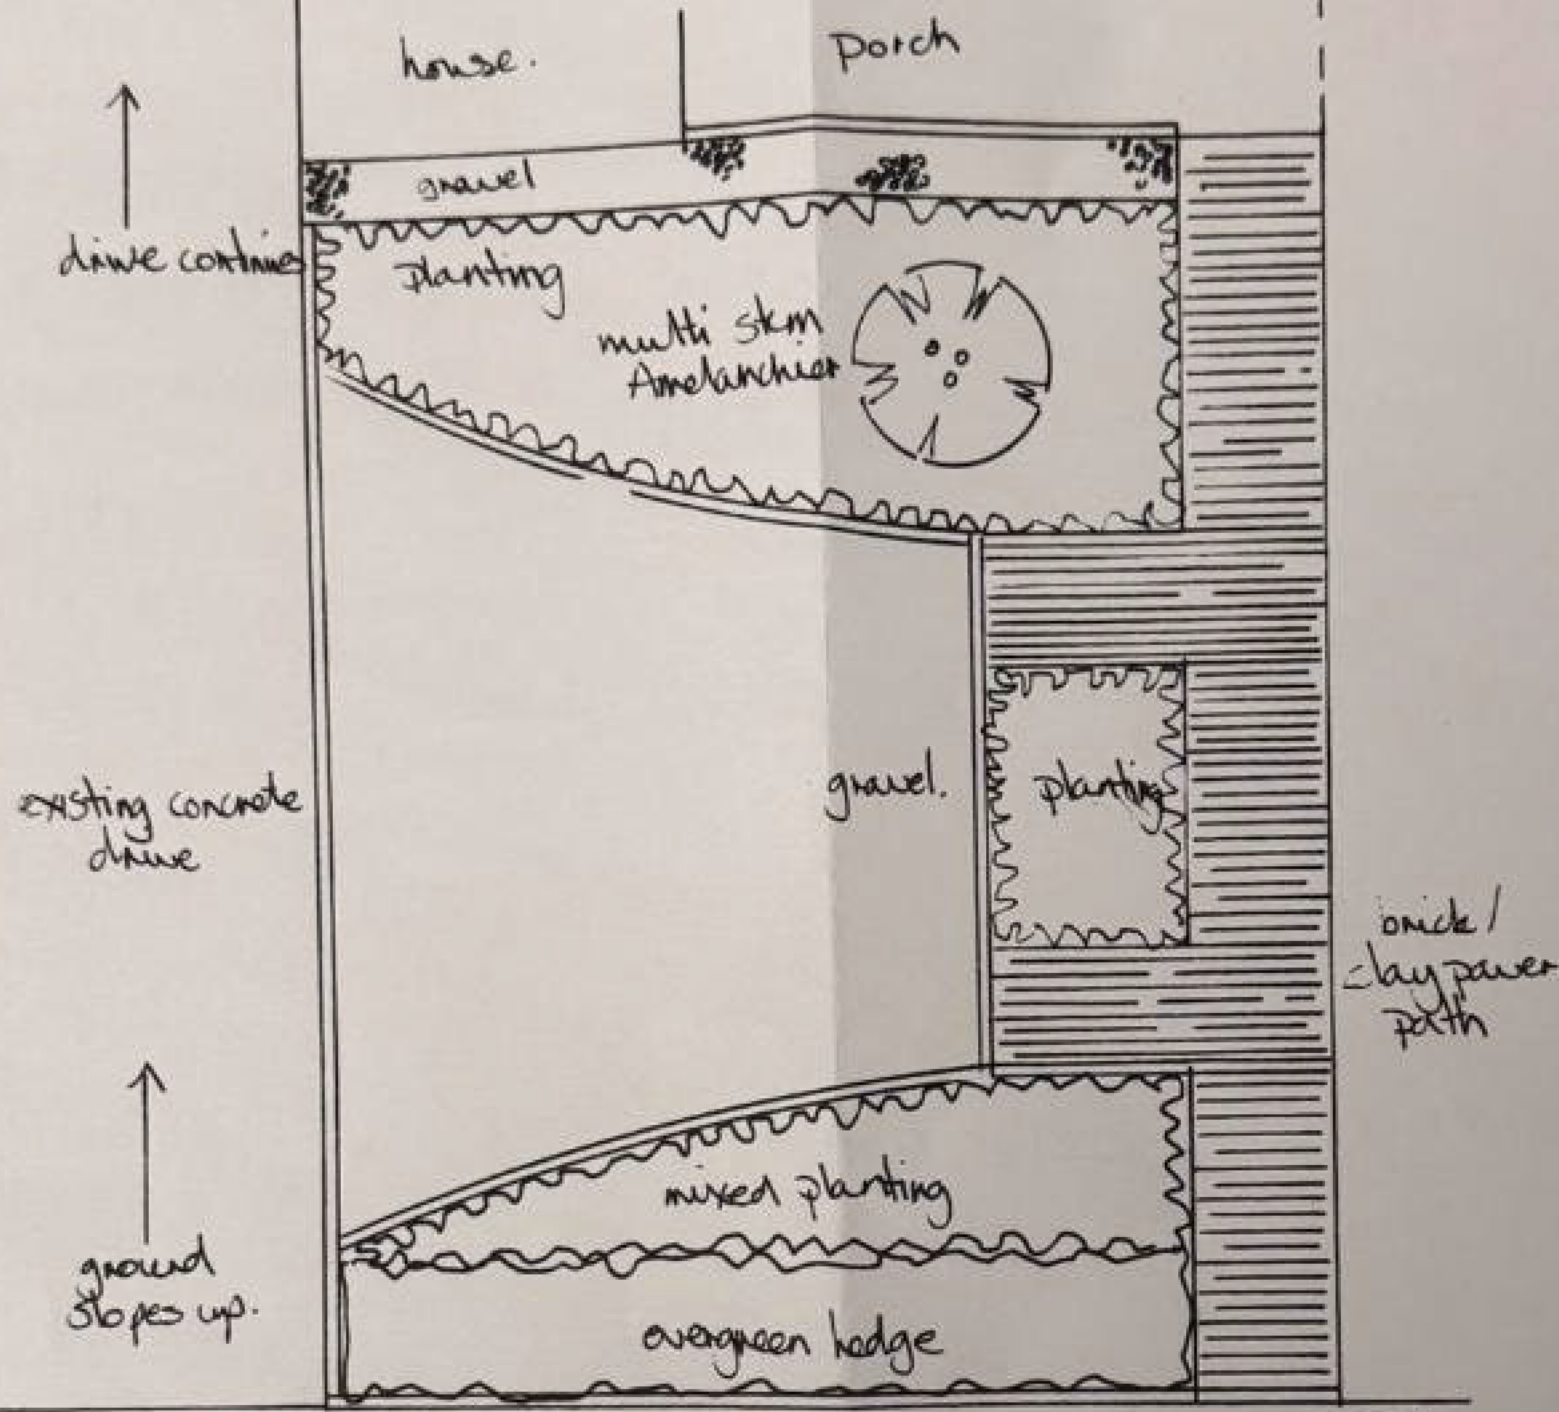 house.
porch
gravel
drive continues
planting
multi stem
Amelanchier
gravel.
planting
existing concrete
drive
brick/
clay paver
path
mixed planting
ground
slopes up.
evergreen hedge